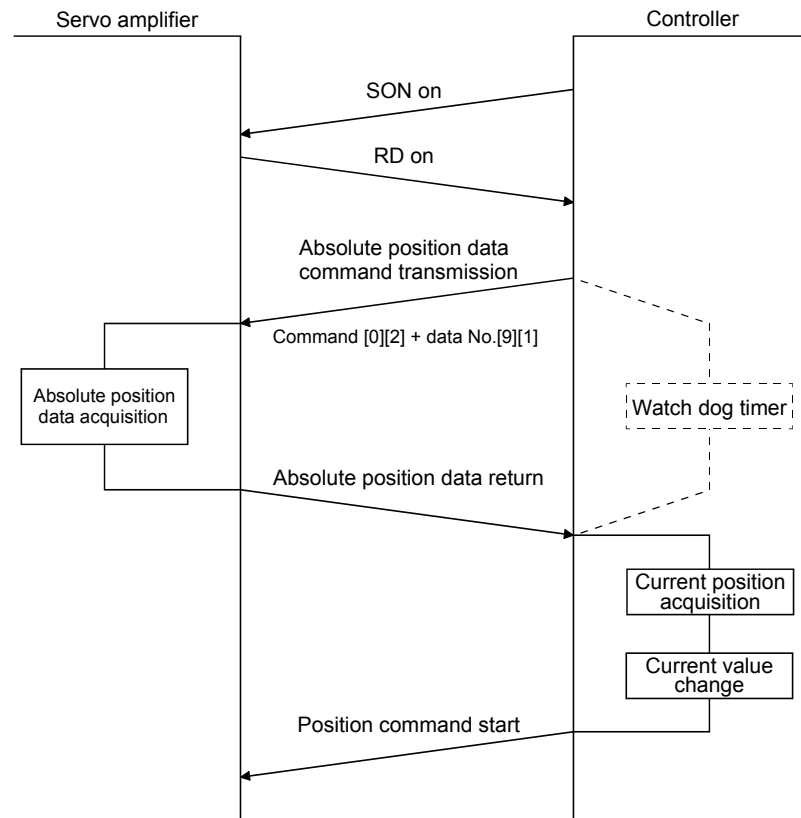 Servo amplifier
Controller
SON on
RD on
Absolute position data
command transmission
Command [0][2] + data No.[9][1]
Absolute position
data acquisition
Watch dog timer
Absolute position data return
Current position
acquisition
Current value
change
Position command start